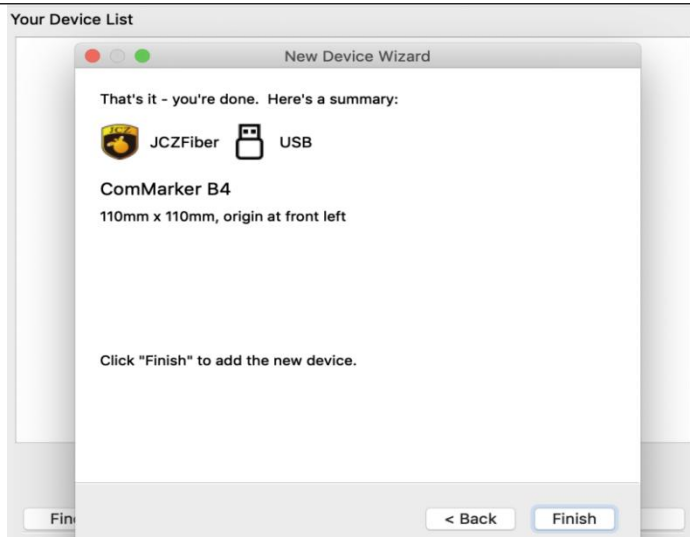 Your Device List
New Device Wizard
That's it - you're done. Here's a summary:
JCZ
JCZFiber USB
ComMarker B4
110mm x 110mm, origin at front left
Click "Finish" to add the new device.
< Back Finish